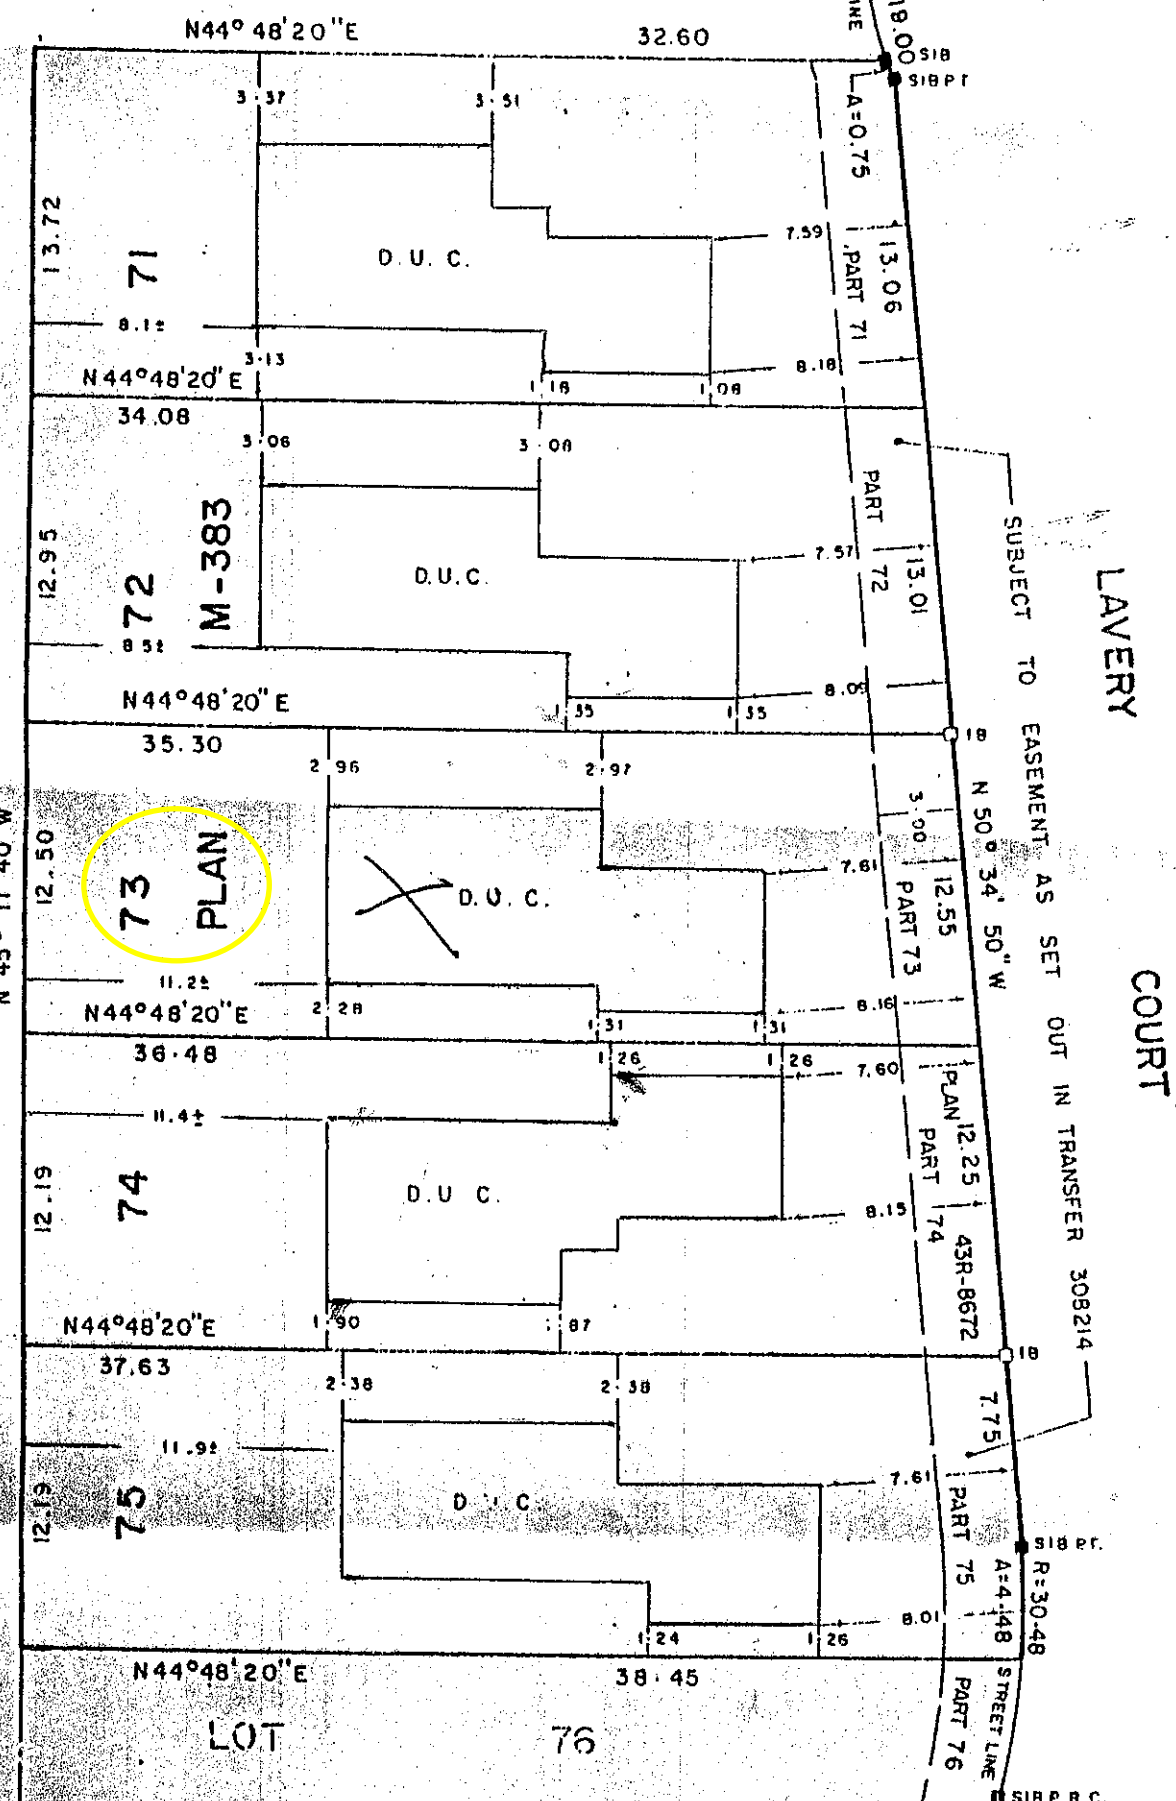 N44°48'20"E
32.60
19.00
SIB
SIB PT
INE
A=0.75
3.37
3.51
13.72
71
D.U.C.
7.59
13.06
PART 71
8.1±
3.13
8.18
1.18
1.08
N44°48'20"E
34.08
3.06
3.08
12.95
72
M-383
D.U.C.
PART 72
7.57
13.01
8.5±
8.09
1.35
1.35
SUBJECT TO EASEMENT AS SET OUT IN TRANSFER 308214
LAVERY COURT
N44°48'20"E
35.30
IB
2.96
2.97
3.00
N 50° 34' 50" W
12.50
73
PLAN
D.U.C.
7.61
12.55
PART 73
11.2±
8.16
N44°48'20"E
2.28
1.31
1.31
36.48
1.26
1.26
7.60
11.4±
PLAN 43R-8672
12.25
PART 74
12.19
74
D.U C.
8.15
N44°48'20"E
1.90
.87
IB
37.63
2.38
2.38
7.75
11.9±
7.61
12.19
75
PART 75
SIB PT.
R=30.48
A=4.48
8.01
1.24
1.26
N44°48'20"E
38.45
STREET LINE
PART 76
LOT 76
SIB P.R.C.